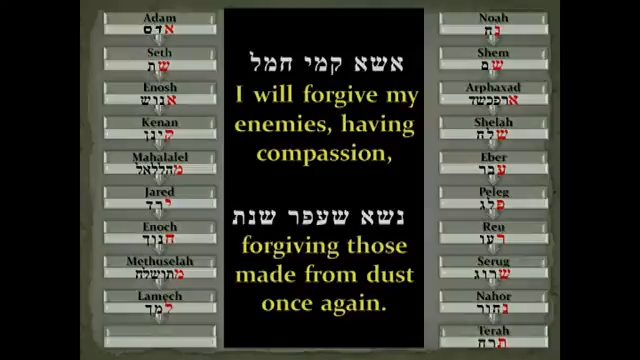 Adam
אדם
Seth
שת
Enosh
אנוש
Kenan
קינן
Mahalalel
מהללאל
Jared
ירד
Enoch
חנוך
Methuselah
מתושלח
Lamech
למך
אשא קמי חמל
I will forgive my
enemies, having
compassion,
נשא שעפר שנת
forgiving those
made from dust
once again.
Noah
נח
Shem
שם
Arphaxad
ארפכשד
Shelah
שלח
Eber
עבר
Peleg
פלג
Reu
רעו
Serug
שרוג
Nahor
נחור
Terah
תרח